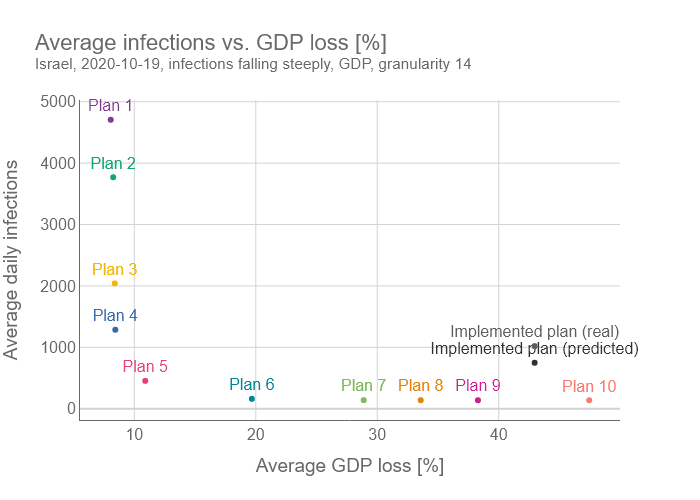 Average infections vs. GDP loss [%]
Israel, 2020-10-19, infections falling steeply, GDP, granularity 14
5000
Plan 1
4000
Plan 2
3000
Plan 3
2000
Plan 4
Implemented plan (real)
1000
Implemented plan (predicted)
Plan 5
Plan 6
Plan 7
Plan 8
Plan 9
Plan 10
0
10
20
30
40
Average GDP loss [%]
Average daily infections